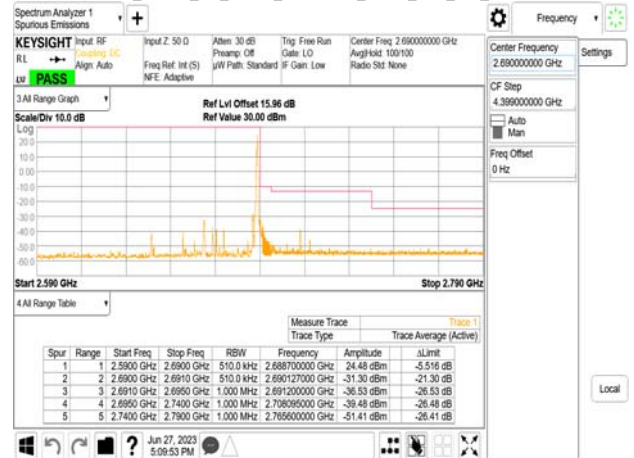 Spectrum Analyzer 1
Spurious Emissions
+
Frequency
KEYSIGHT
Input: RF
Coupling: DC
Align: Auto
Input Z: 50 Ω
Freq Ref: Int (S)
NFE: Adaptive
Atten: 30 dB
Preamp: Off
µW Path: Standard
Trig: Free Run
Gate: LO
IF Gain: Low
Center Freq: 2.690000000 GHz
Avg|Hold: 100/100
Radio Std: None
RL
PASS
Center Frequency
2.690000000 GHz
Settings
CF Step
4.399000000 GHz
Auto
Man
Freq Offset
0 Hz
Local
3 All Range Graph
Scale/Div 10.0 dB
Ref Lvl Offset 15.96 dB
Ref Value 30.00 dBm
Log
20.0
10.0
0.00
-10.0
-20.0
-30.0
-40.0
-50.0
-60.0
Start 2.590 GHz
Stop 2.790 GHz
4 All Range Table
Measure Trace Trace 1
Trace Type Trace Average (Active)
Spur Range Start Freq Stop Freq RBW Frequency Amplitude ΔLimit
1 1 2.5900 GHz 2.6900 GHz 510.0 kHz 2.688700000 GHz 24.48 dBm -5.516 dB
2 2 2.6900 GHz 2.6910 GHz 510.0 kHz 2.690127000 GHz -31.30 dBm -21.30 dB
3 3 2.6910 GHz 2.6950 GHz 1.000 MHz 2.691200000 GHz -36.53 dBm -26.53 dB
4 4 2.6950 GHz 2.7400 GHz 1.000 MHz 2.708095000 GHz -39.48 dBm -26.48 dB
5 5 2.7400 GHz 2.7900 GHz 1.000 MHz 2.765600000 GHz -51.41 dBm -26.41 dB
?
Jun 27, 2023
5:09:53 PM